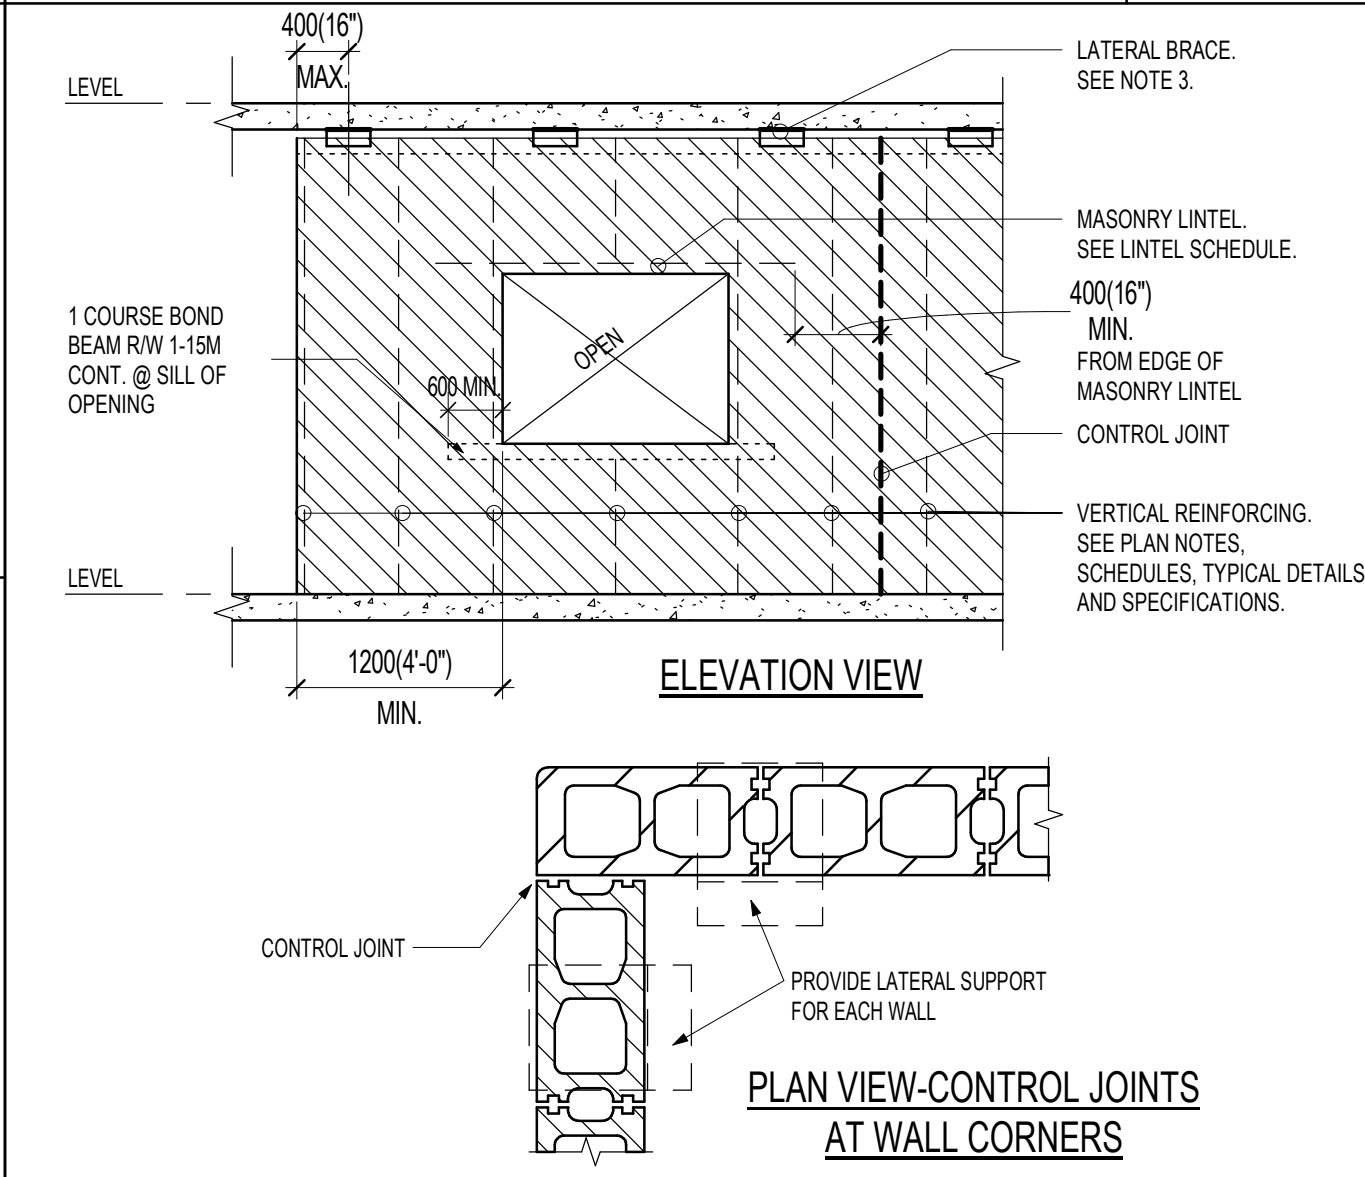 400(16")
MAX.
LEVEL
LATERAL BRACE.
SEE NOTE 3.
MASONRY LINTEL.
SEE LINTEL SCHEDULE.
400(16")
MIN.
FROM EDGE OF
MASONRY LINTEL
1 COURSE BOND
BEAM R/W 1-15M
CONT. @ SILL OF
OPENING
OPEN
600 MIN.
CONTROL JOINT
VERTICAL REINFORCING.
SEE PLAN NOTES,
SCHEDULES, TYPICAL DETAILS
AND SPECIFICATIONS.
LEVEL
1200(4'-0")
MIN.
ELEVATION VIEW
CONTROL JOINT
PROVIDE LATERAL SUPPORT
FOR EACH WALL
PLAN VIEW-CONTROL JOINTS
AT WALL CORNERS